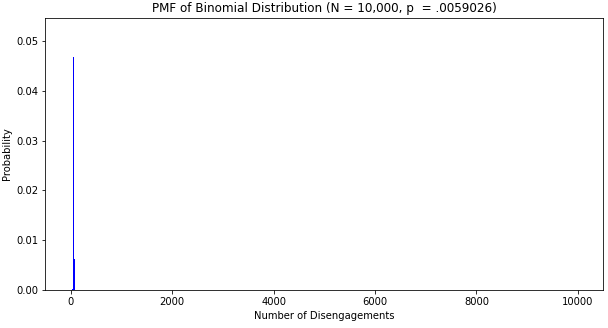 PMF of Binomial Distribution (N = 10,000, p  = .0059026)
0.05
0.04
0.03
0.02
0.01
0.00
Probability
0 2000 4000 6000 8000 10000
Number of Disengagements